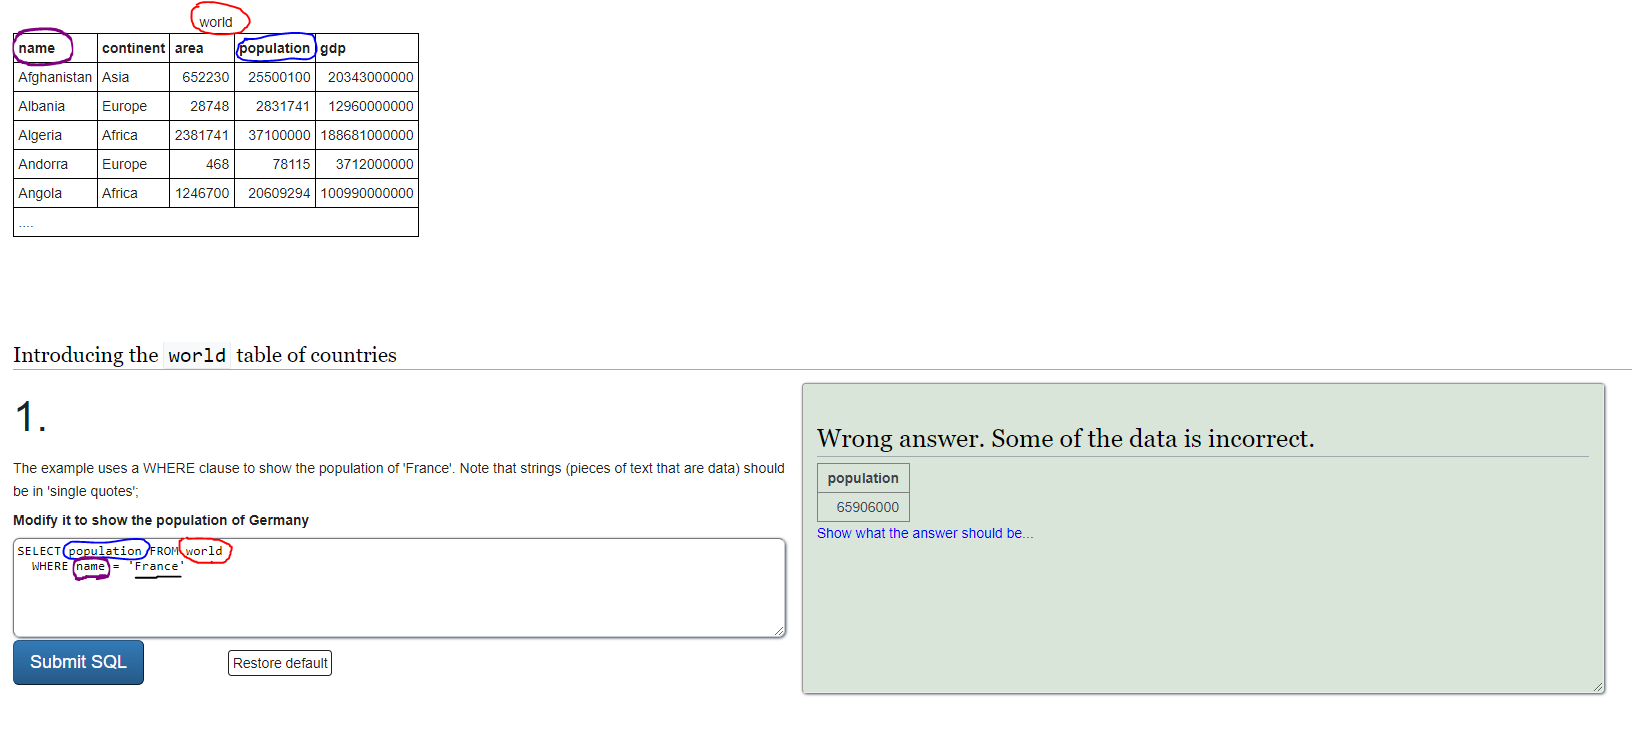 world
name continent area population gdp
Afghanistan Asia 652230 25500100 20343000000
Albania Europe 28748 2831741 12960000000
Algeria Africa 2381741 37100000 188681000000
Andorra Europe 468 78115 3712000000
Angola Africa 1246700 20609294 100990000000
....
Introducing the world table of countries
1.
The example uses a WHERE clause to show the population of 'France'. Note that strings (pieces of text that are data) should
be in 'single quotes';
Modify it to show the population of Germany
SELECT population FROM world
WHERE name = 'France'
Submit SQL
Restore default
Wrong answer. Some of the data is incorrect.
population
65906000
Show what the answer should be...